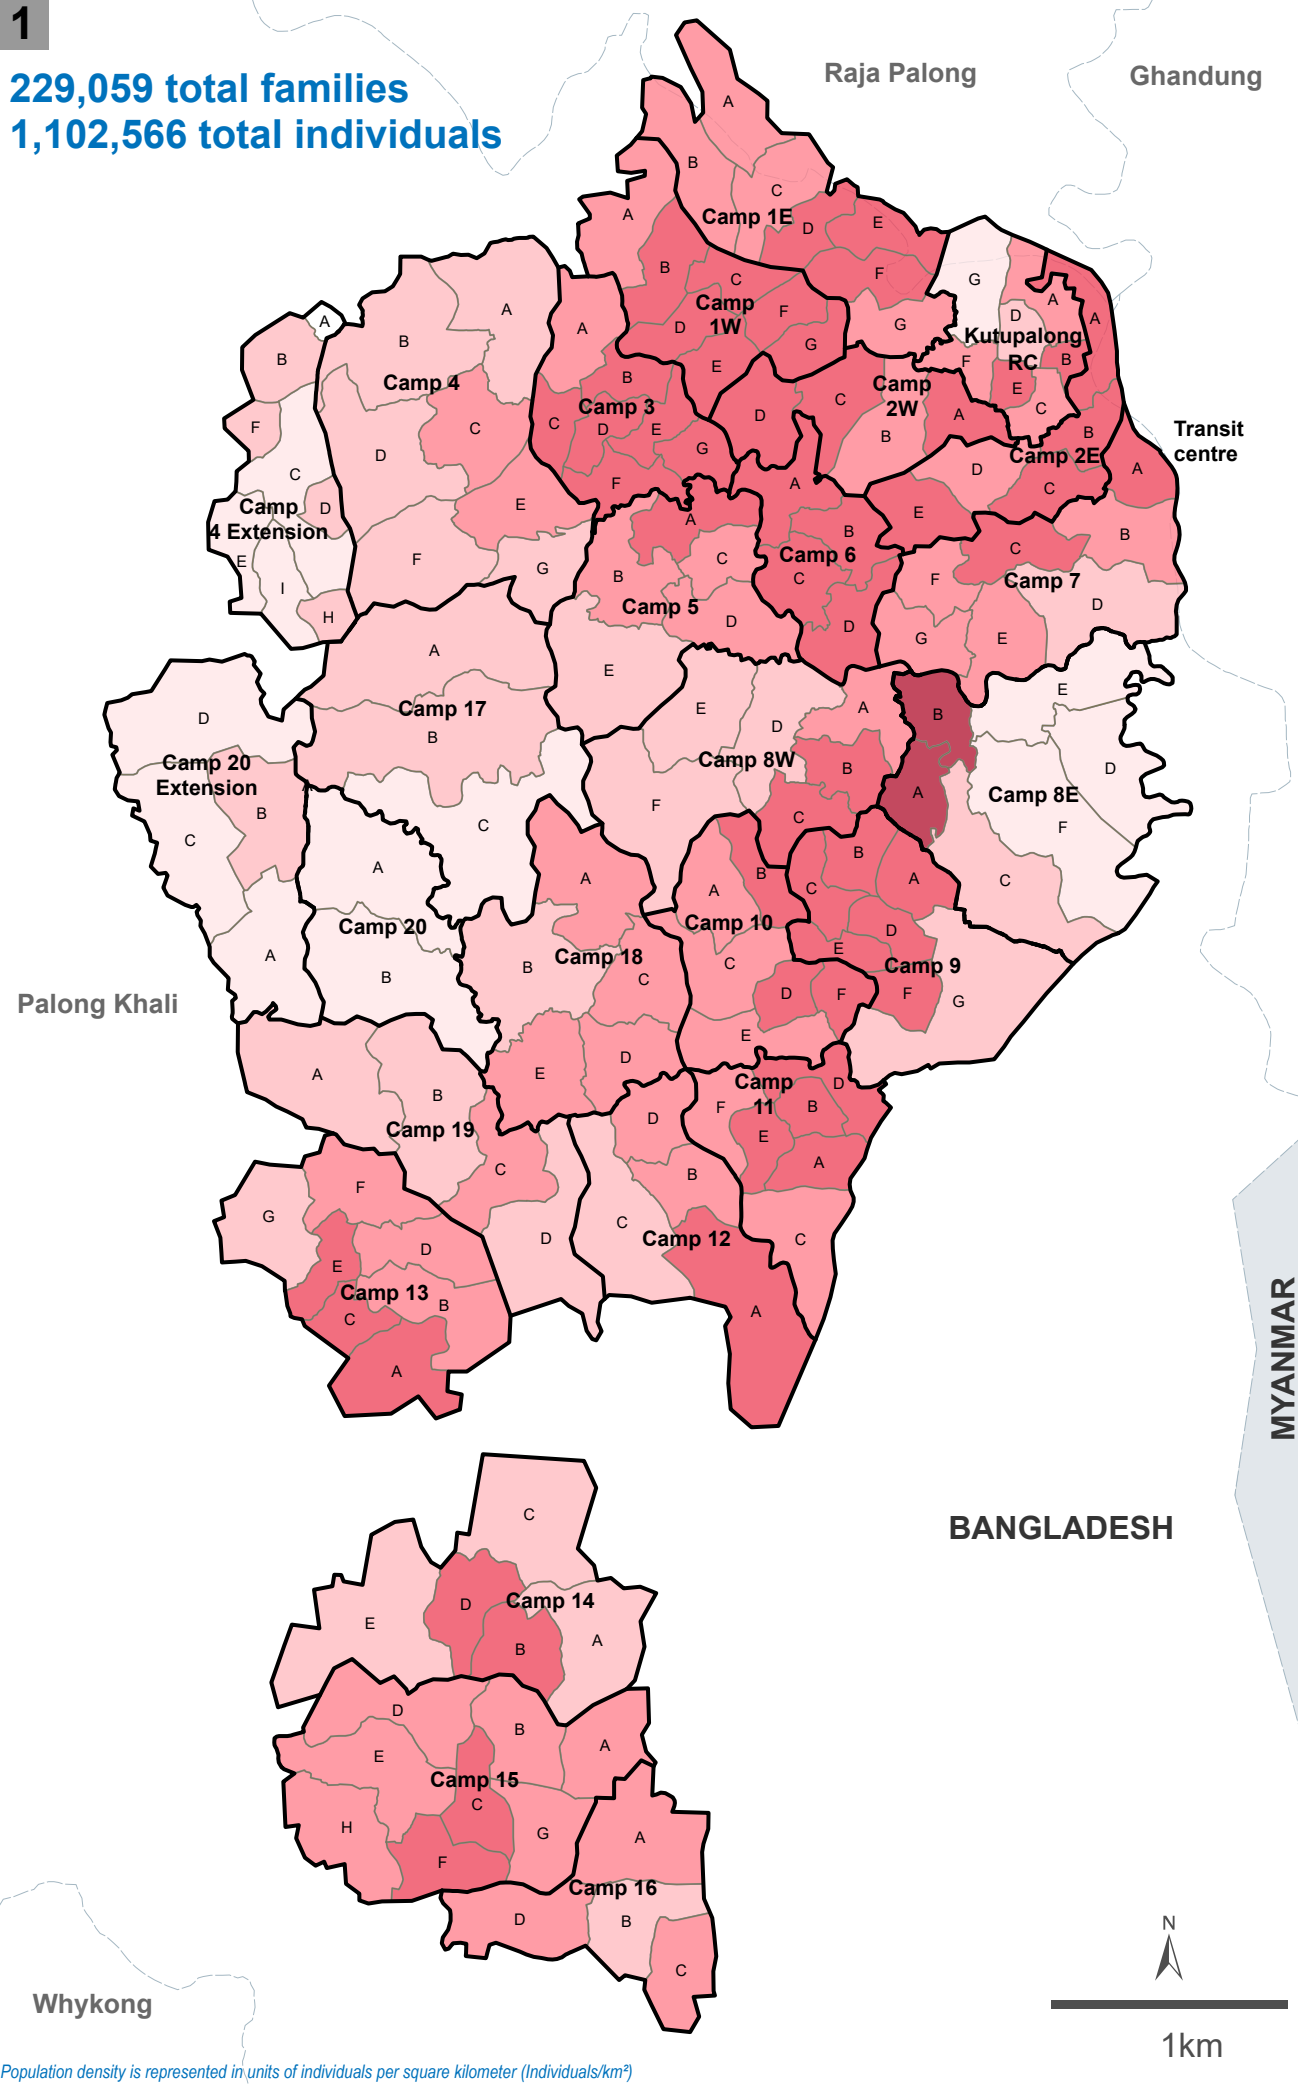 1
229,059 total families
1,102,566 total individuals
Raja Palong
Ghandung
A
B
C
Camp 1E
D
E
F
G
A
B
C
Camp
1W
D
F
G
E
G
A
D
Kutupalong
RC
F
B
E
C
A
B
Camp 2E
D
C
E
Transit
centre
A
B
C
Camp 7
F
D
G
E
A
B
F
C
Camp
4 Extension
D
E
I
H
A
B
Camp 4
C
D
E
F
G
A
B
Camp 3
C
D
E
G
F
D
C
Camp
2W
B
A
A
B
Camp 6
C
D
A
B
C
Camp 5
D
E
A
Camp 17
B
C
D
Camp 20
Extension
A
B
C
A
E
D
A
Camp 8W
B
F
C
B
E
A
D
Camp 8E
F
C
A
Camp 20
B
A
Camp 18
B
C
E
D
A
B
Camp 10
C
D
F
E
B
C
A
D
E
Camp 9
F
G
Palong Khali
A
B
Camp 19
C
D
Camp
11
D
F
B
E
A
C
D
B
C
Camp 12
A
F
G
D
E
Camp 13
B
C
A
MYANMAR
BANGLADESH
C
D
Camp 14
E
B
A
D
B
A
E
Camp 15
C
H
G
F
A
Camp 16
D
B
C
Whykong
N
1km
Population density is represented in units of individuals per square kilometer (Individuals/km²)